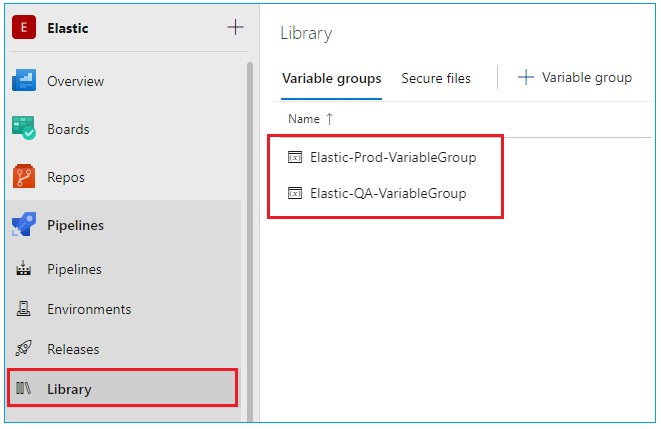 E Elastic +
Overview
Boards
Repos
Pipelines
Pipelines
Environments
Releases
Library
Library
Variable groups Secure files + Variable group
Name ↑
(x) Elastic-Prod-VariableGroup
(x) Elastic-QA-VariableGroup